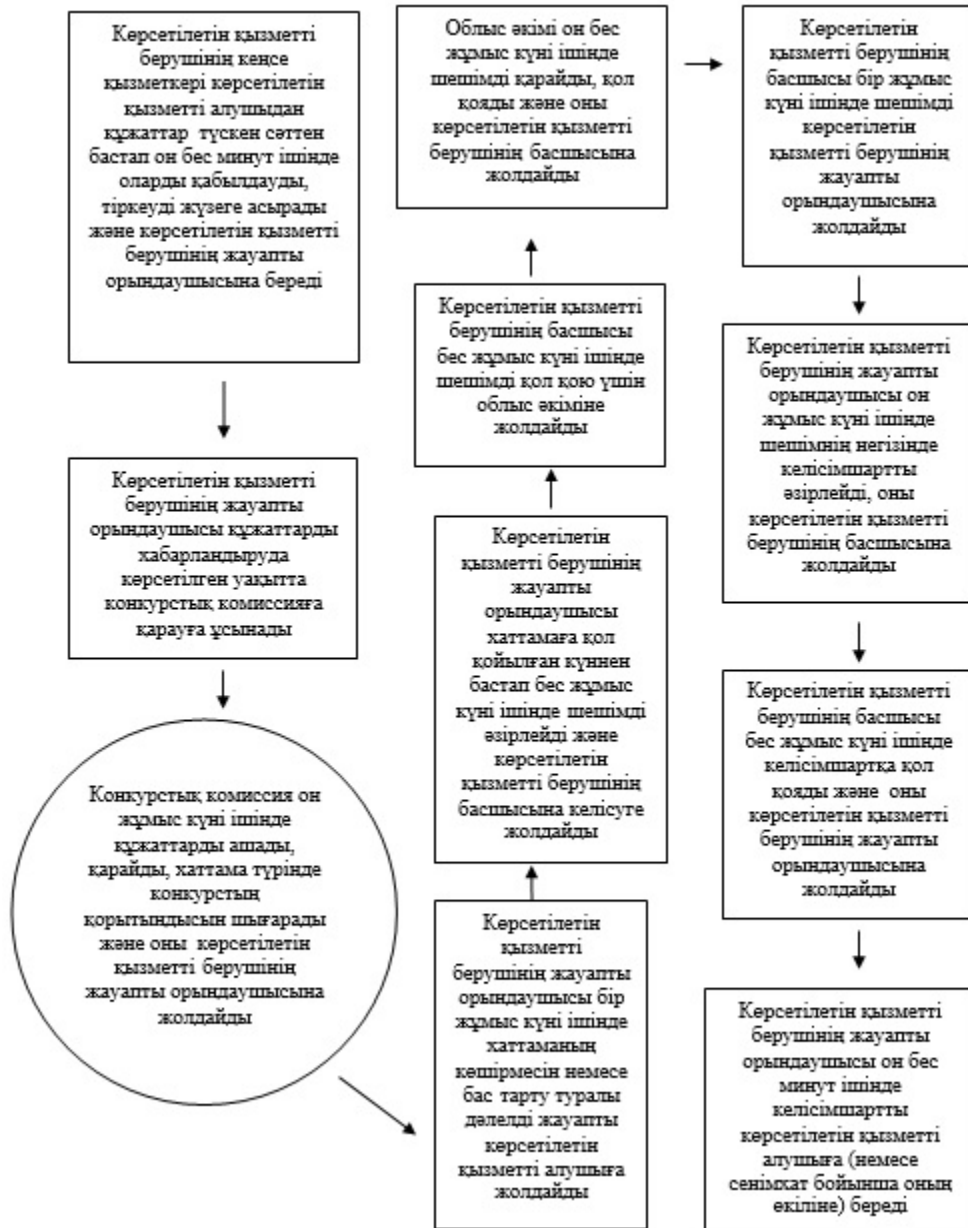 Көрсетілетін қызметті
берушінің кеңсе
қызметкері көрсетілетін
қызметті алушыдан
құжаттар түскен сәттен
бастап он бес минут ішінде
оларды қабылдауды,
тіркеуді жүзеге асырады
және көрсетілетін қызметті
берушінің жауапты
орындаушысына береді
Көрсетілетін қызметті
берушінің жауапты
орындаушысы құжаттарды
хабарландыруда
көрсетілген уақытта
конкурстық комиссияға
қарауға ұсынады
Конкурстық комиссия он
жұмыс күні ішінде
құжаттарды ашады,
қарайды, хаттама түрінде
конкурстың
қорытындысын шығарады
және оны көрсетілетін
қызметті берушінің
жауапты орындаушысына
жолдайды
Көрсетілетін
қызметті
берушінің жауапты
орындаушысы бір
жұмыс күні ішінде
хаттаманың
көшірмесін немесе
бас тарту туралы
дәлелді жауапты
көрсетілетін
қызметті алушыға
жолдайды
Көрсетілетін
қызметті берушінің
жауапты
орындаушысы
хаттамаға қол
қойылған күннен
бастап бес жұмыс
күні ішінде шешімді
әзірлейді және
көрсетілетін
қызметті берушінің
басшысына келісуге
жолдайды
Көрсетілетін қызметті
берушінің басшысы
бес жұмыс күні ішінде
шешімді қол қою үшін
облыс әкіміне
жолдайды
Облыс әкімі он бес
жұмыс күні ішінде
шешімді қарайды, қол
қояды және оны
көрсетілетін қызметті
берушінің басшысына
жолдайды
Көрсетілетін
қызметті берушінің
басшысы бір жұмыс
күні ішінде шешімді
көрсетілетін
қызметті берушінің
жауапты
орындаушысына
жолдайды
Көрсетілетін қызметті
берушінің жауапты
орындаушысы он
жұмыс күні ішінде
шешімнің негізінде
келісімшартты
әзірлейді, оны
көрсетілетін қызметті
берушінің басшысына
жолдайды
Көрсетілетін қызметті
берушінің басшысы
бес жұмыс күні ішінде
келісімшартқа қол
қояды және оны
көрсетілетін қызметті
берушінің жауапты
орындаушысына
жолдайды
Көрсетілетін қызметті
берушінің жауапты
орындаушысы он бес
минут ішінде
келісімшартты
көрсетілетін қызметті
алушыға (немесе
сенімхат бойынша оның
өкіліне) береді